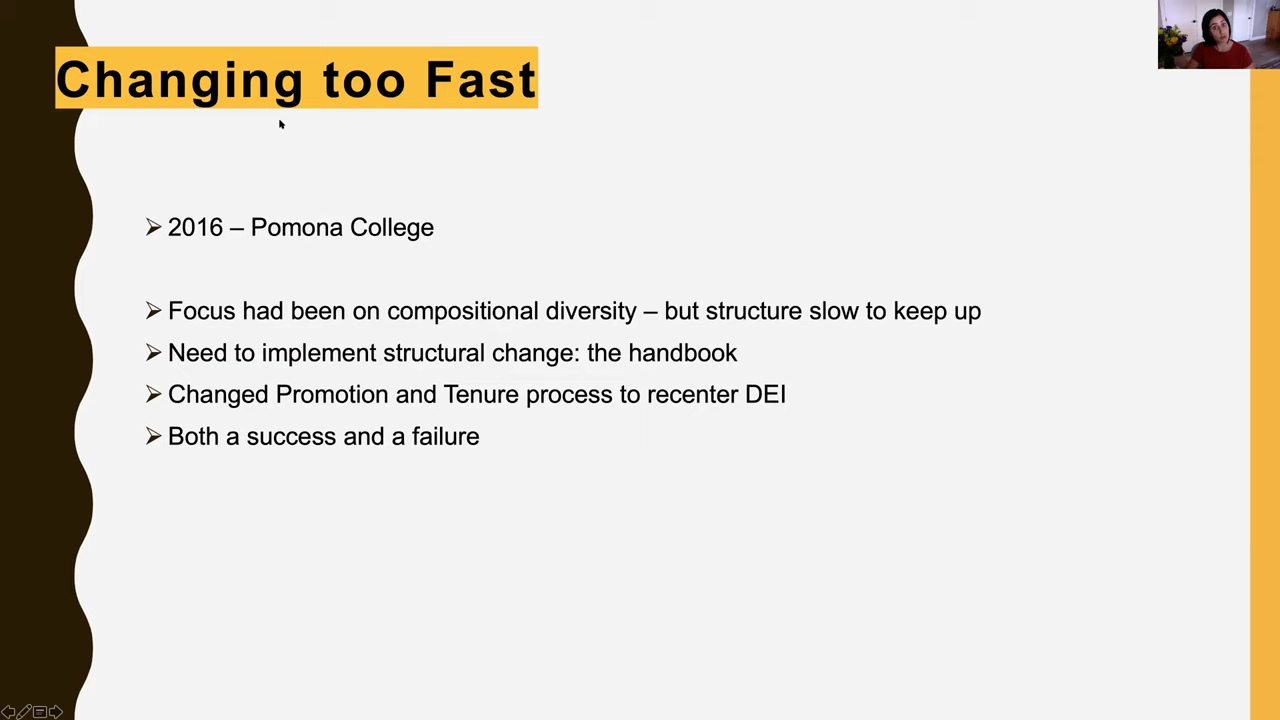 Changing too Fast
2016 – Pomona College
Focus had been on compositional diversity – but structure slow to keep up
Need to implement structural change: the handbook
Changed Promotion and Tenure process to recenter DEI
Both a success and a failure